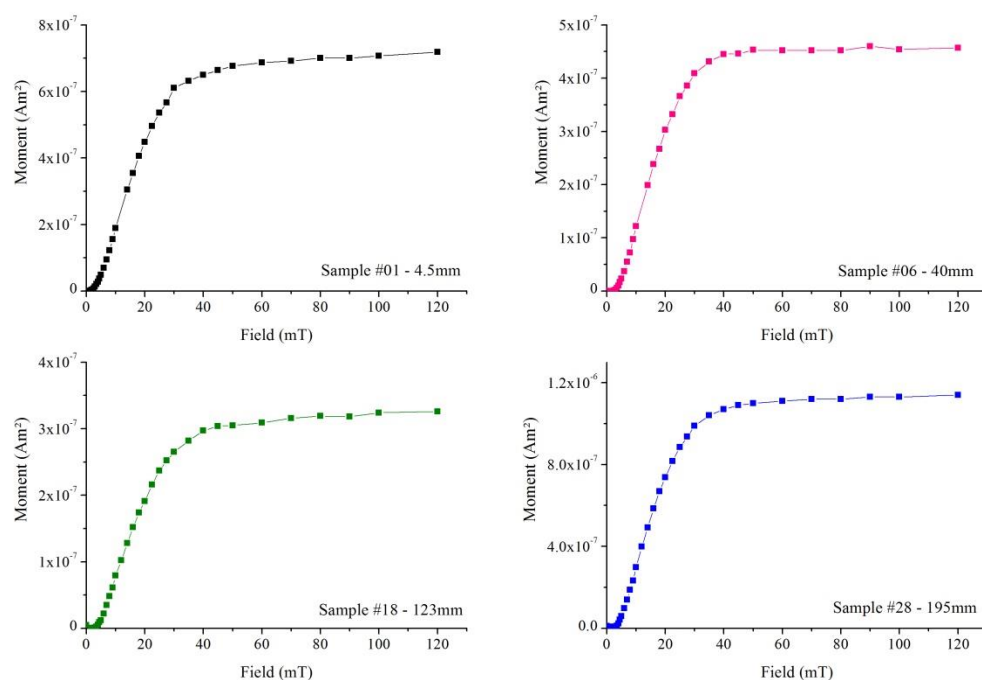 8x10⁻⁷
6x10⁻⁷
4x10⁻⁷
2x10⁻⁷
0
0 20 40 60 80 100 120
Moment (Am²)
Field (mT)
Sample #01 - 4.5mm
5x10⁻⁷
4x10⁻⁷
3x10⁻⁷
2x10⁻⁷
1x10⁻⁷
0
0 20 40 60 80 100 120
Moment (Am²)
Field (mT)
Sample #06 - 40mm
4x10⁻⁷
3x10⁻⁷
2x10⁻⁷
1x10⁻⁷
0
0 20 40 60 80 100 120
Moment (Am²)
Field (mT)
Sample #18 - 123mm
1.2x10⁻⁶
8.0x10⁻⁷
4.0x10⁻⁷
0.0
0 20 40 60 80 100 120
Moment (Am²)
Field (mT)
Sample #28 - 195mm